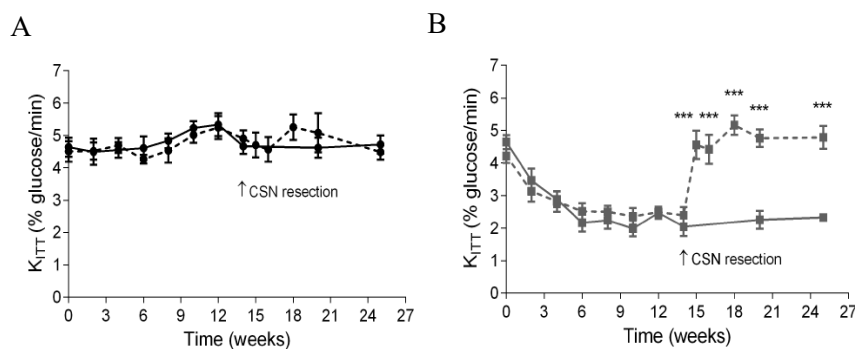 A
K_ITT (% glucose/min)
7
6
5
4
3
2
1
0
↑ CSN resection
0 3 6 9 12 15 18 21 24 27
Time (weeks)
B
K_ITT (% glucose/min)
7
6
5
4
3
2
1
0
*** *** *** *** ***
↑ CSN resection
0 3 6 9 12 15 18 21 24 27
Time (weeks)